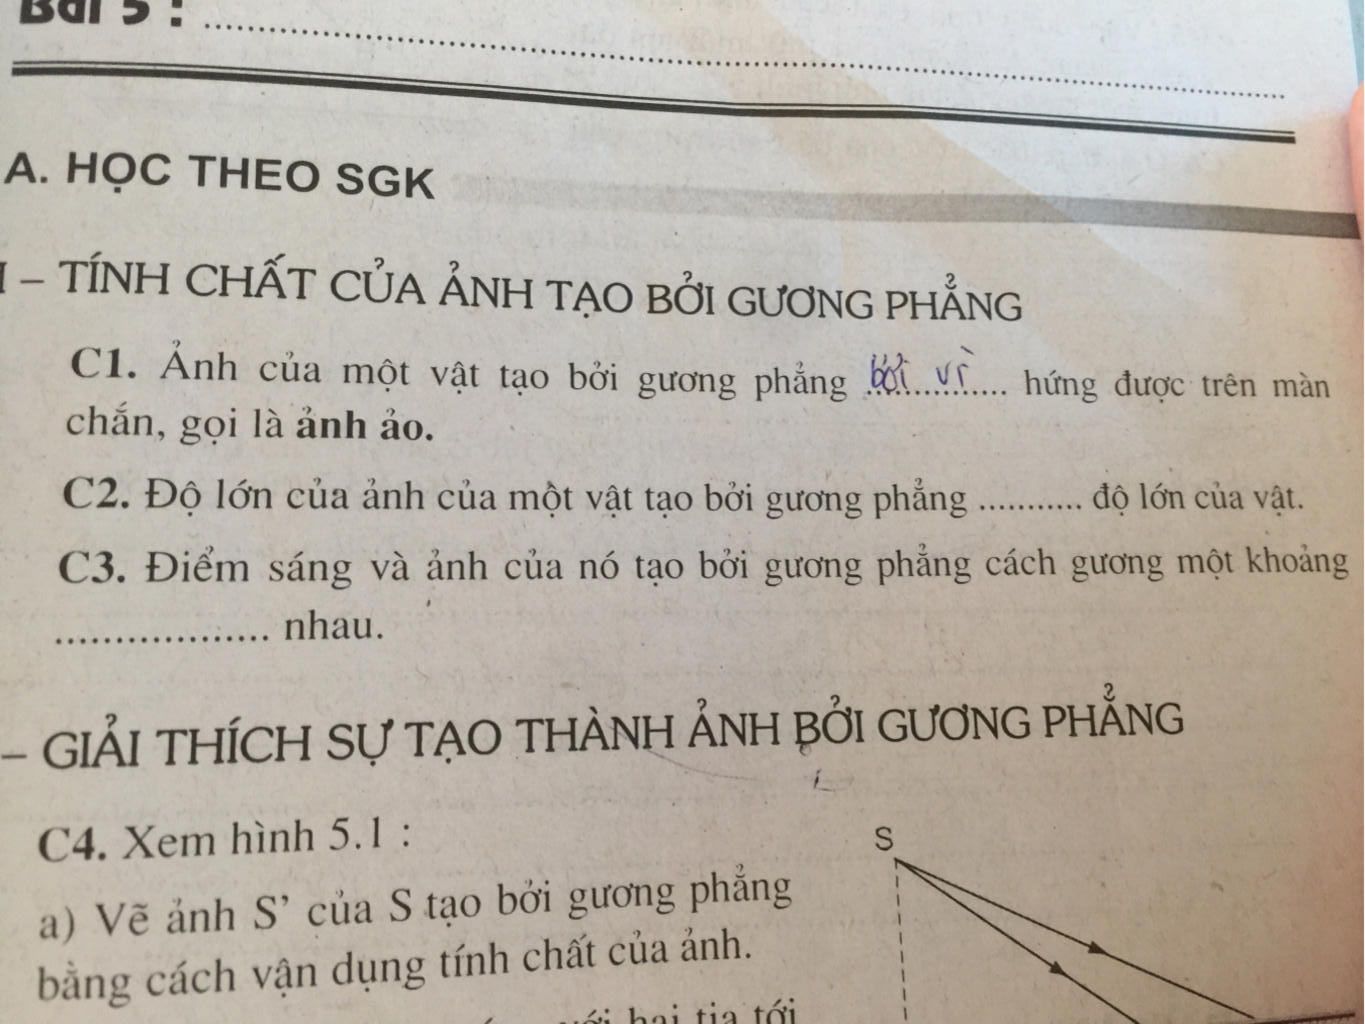 Bài 5 : ..............................................
A. HỌC THEO SGK
I – TÍNH CHẤT CỦA ẢNH TẠO BỞI GƯƠNG PHẲNG
C1. Ảnh của một vật tạo bởi gương phẳng bởi vì hứng được trên màn
chắn, gọi là ảnh ảo.
C2. Độ lớn của ảnh của một vật tạo bởi gương phẳng ........... độ lớn của vật.
C3. Điểm sáng và ảnh của nó tạo bởi gương phẳng cách gương một khoảng
................... nhau.
– GIẢI THÍCH SỰ TẠO THÀNH ẢNH BỞI GƯƠNG PHẲNG
C4. Xem hình 5.1 :
S
a) Vẽ ảnh S’ của S tạo bởi gương phẳng
bằng cách vận dụng tính chất của ảnh.
với hai tia tới